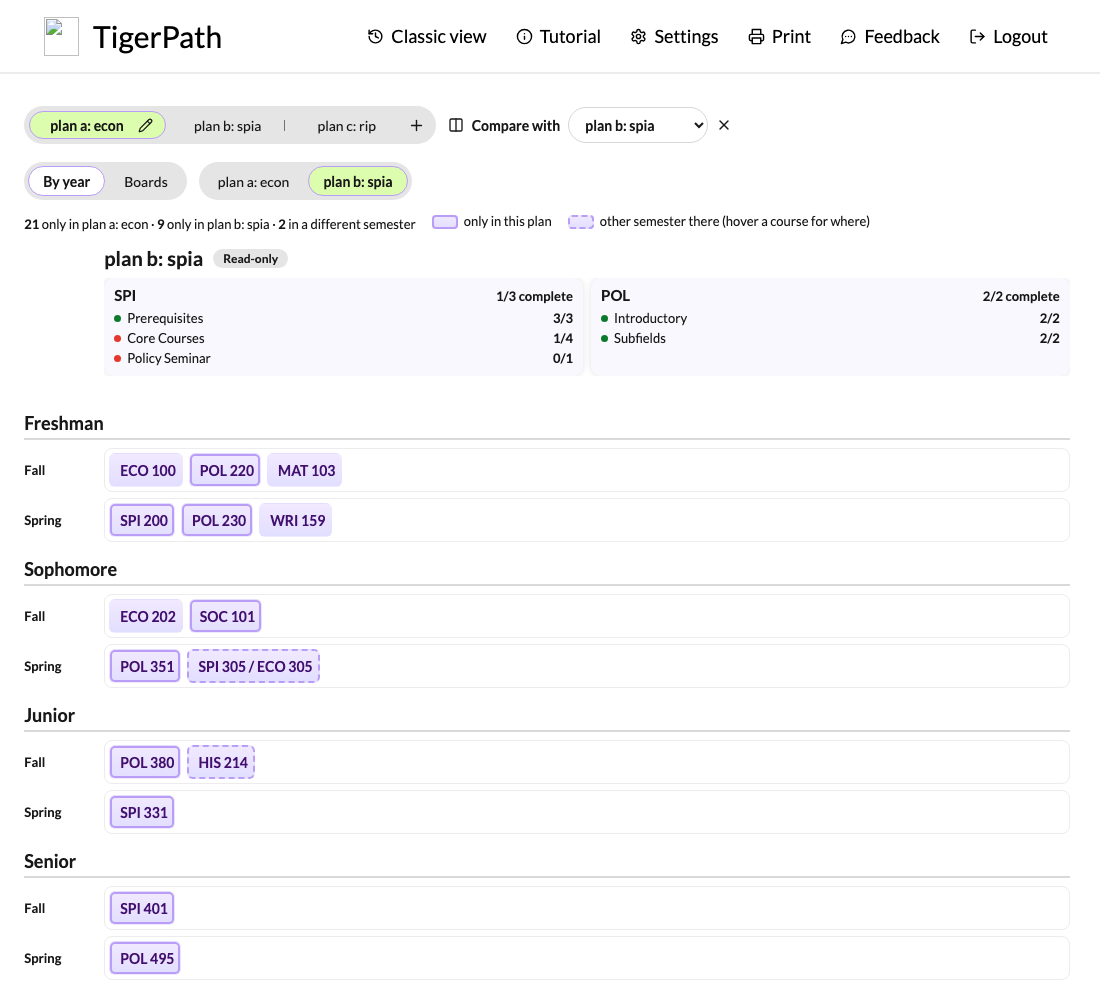 TigerPath
Classic view
Tutorial
Settings
Print
Feedback
Logout
plan a: econ
plan b: spia
plan c: rip
Compare with
plan b: spia
By year
Boards
plan a: econ
plan b: spia
21 only in plan a: econ · 9 only in plan b: spia · 2 in a different semester
only in this plan
other semester there (hover a course for where)
plan b: spia
Read-only
SPI 1/3 complete
Prerequisites 3/3
Core Courses 1/4
Policy Seminar 0/1
POL 2/2 complete
Introductory 2/2
Subfields 2/2
Freshman
Fall ECO 100 POL 220 MAT 103
Spring SPI 200 POL 230 WRI 159
Sophomore
Fall ECO 202 SOC 101
Spring POL 351 SPI 305 / ECO 305
Junior
Fall POL 380 HIS 214
Spring SPI 331
Senior
Fall SPI 401
Spring POL 495